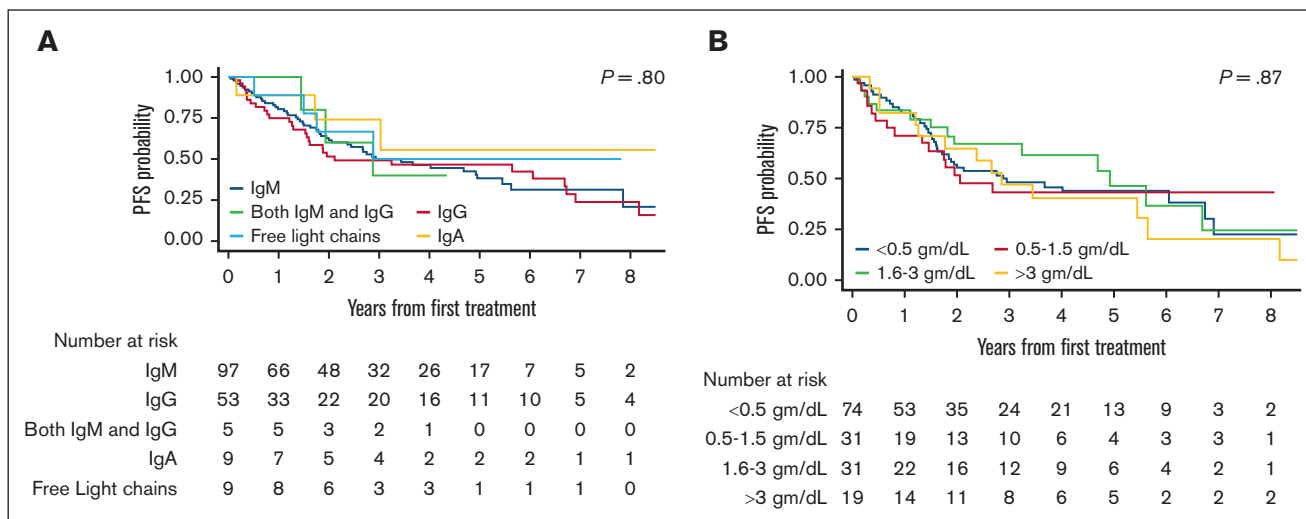 A
PFS probability
1.00
0.75
0.50
0.25
0.00
P = .80
IgM
Both IgM and IgG
IgG
Free light chains
IgA
0 1 2 3 4 5 6 7 8
Years from first treatment
Number at risk
IgM 97 66 48 32 26 17 7 5 2
IgG 53 33 22 20 16 11 10 5 4
Both IgM and IgG 5 5 3 2 1 0 0 0 0
IgA 9 7 5 4 2 2 2 1 1
Free Light chains 9 8 6 3 3 1 1 1 0
B
PFS probability
1.00
0.75
0.50
0.25
0.00
P = .87
<0.5 gm/dL
0.5-1.5 gm/dL
1.6-3 gm/dL
>3 gm/dL
0 1 2 3 4 5 6 7 8
Years from first treatment
Number at risk
<0.5 gm/dL 74 53 35 24 21 13 9 3 2
0.5-1.5 gm/dL 31 19 13 10 6 4 3 3 1
1.6-3 gm/dL 31 22 16 12 9 6 4 2 1
>3 gm/dL 19 14 11 8 6 5 2 2 2